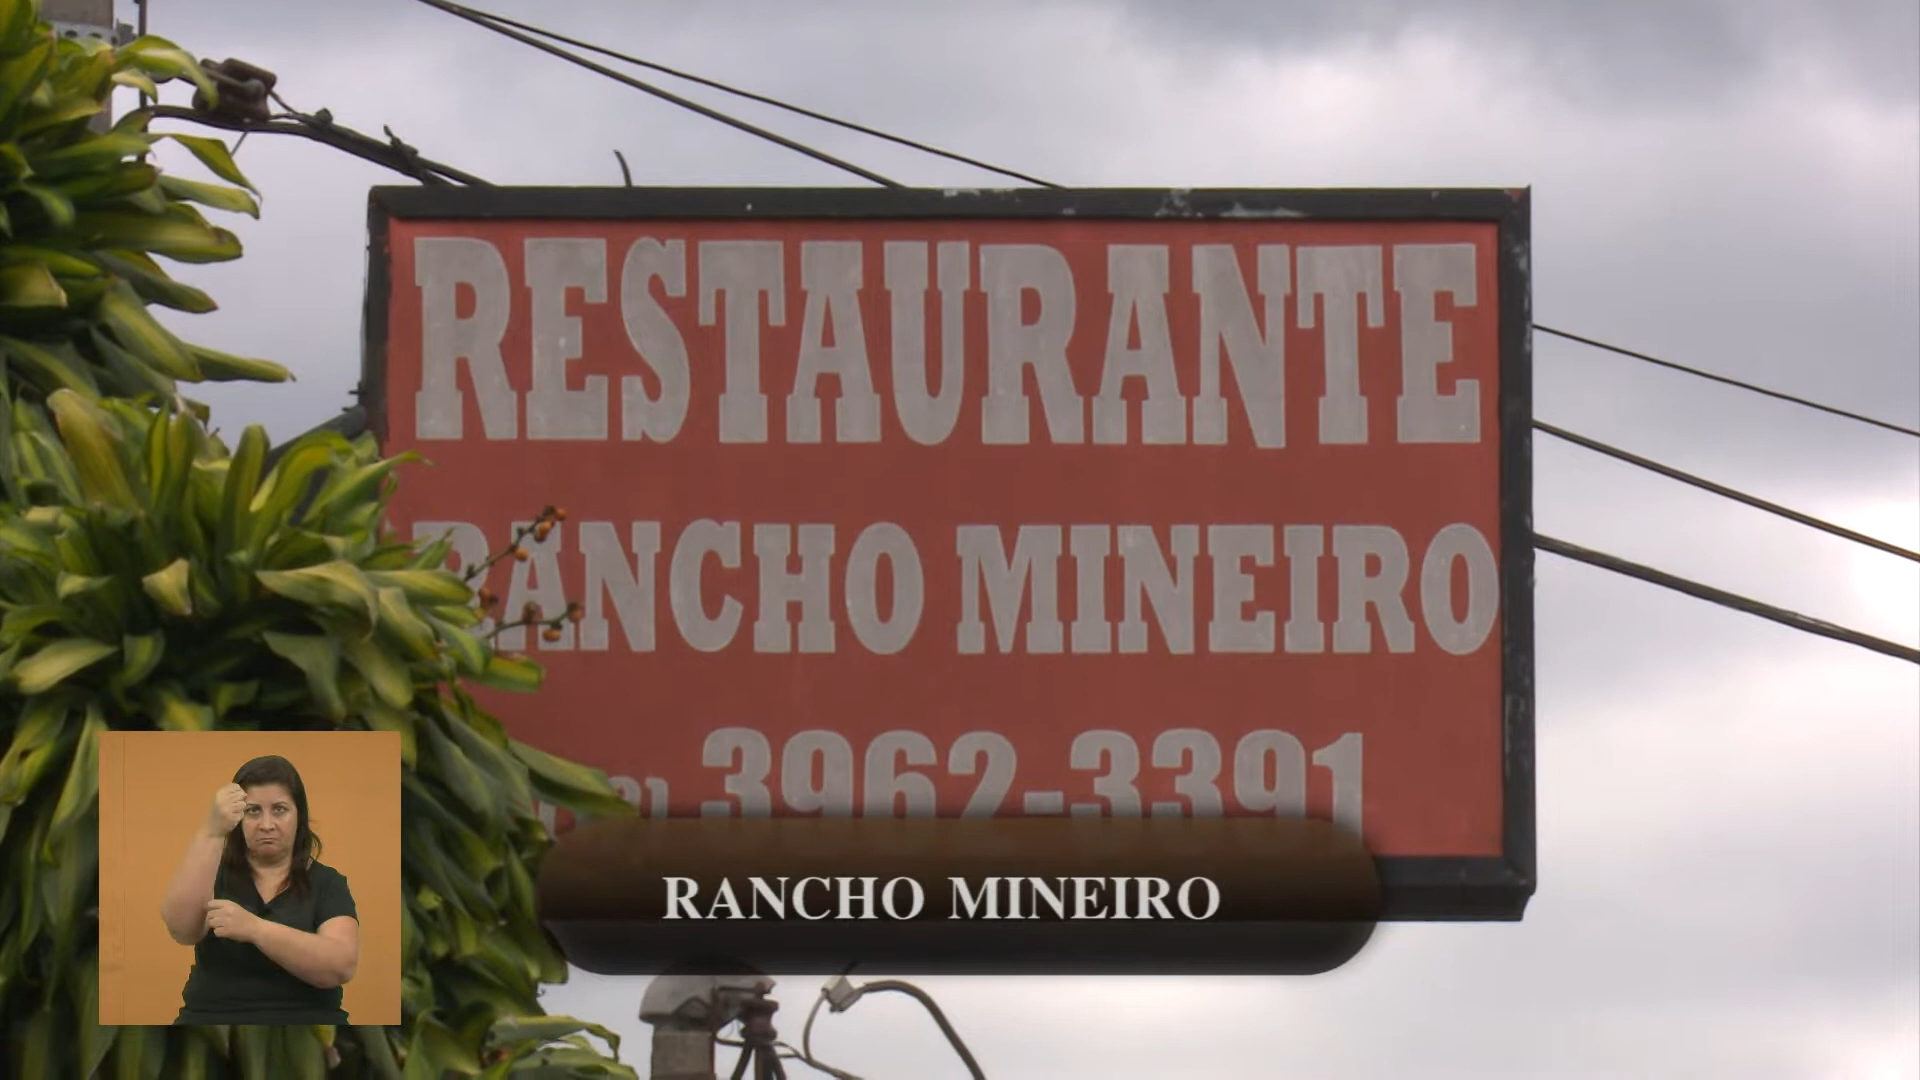 RESTAURANTE
RANCHO MINEIRO
3962-3391
RANCHO MINEIRO